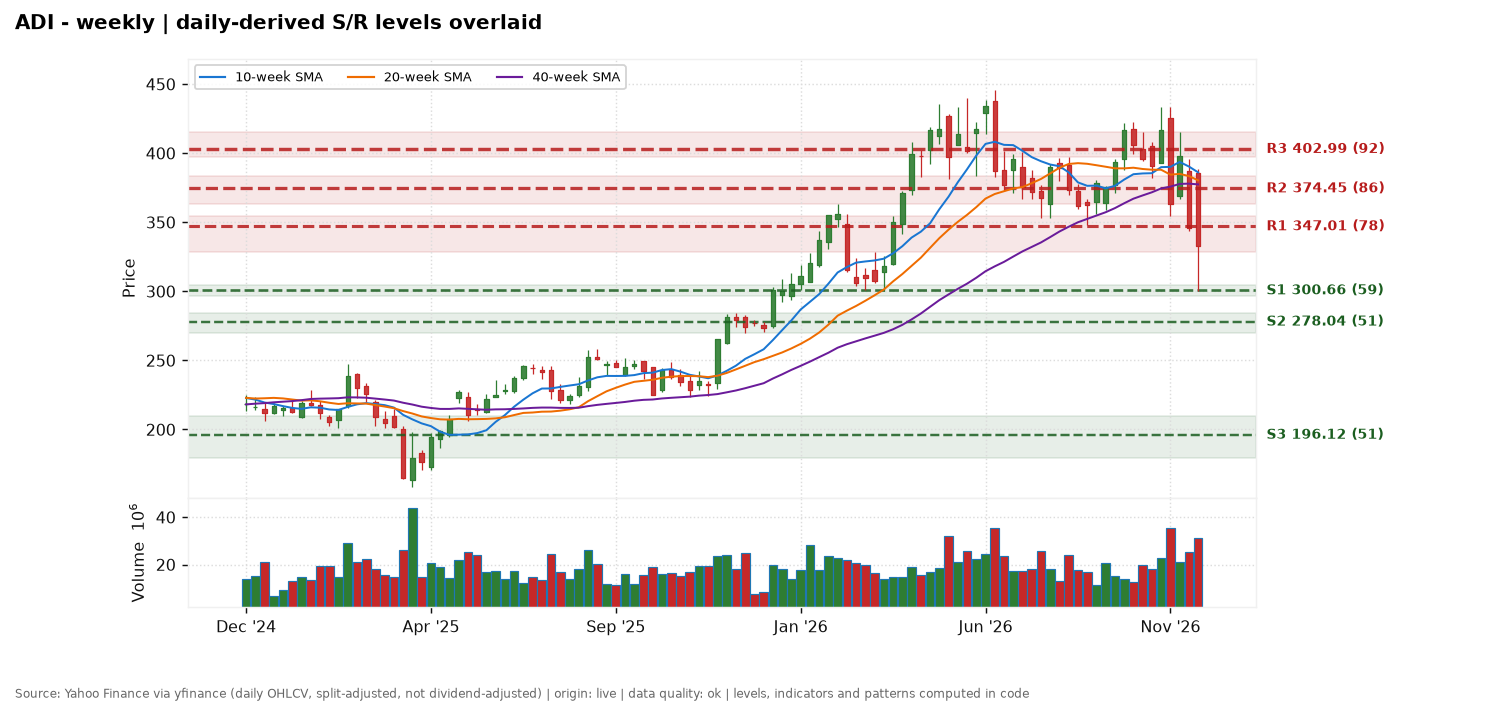 ADI - weekly | daily-derived S/R levels overlaid
10-week SMA 20-week SMA 40-week SMA
450
400
350
300
250
200
Price
R3 402.99 (92)
R2 374.45 (86)
R1 347.01 (78)
S1 300.66 (59)
S2 278.04 (51)
S3 196.12 (51)
40
20
Volume 10⁶
Dec '24 Apr '25 Sep '25 Jan '26 Jun '26 Nov '26
Source: Yahoo Finance via yfinance (daily OHLCV, split-adjusted, not dividend-adjusted) | origin: live | data quality: ok | levels, indicators and patterns computed in code